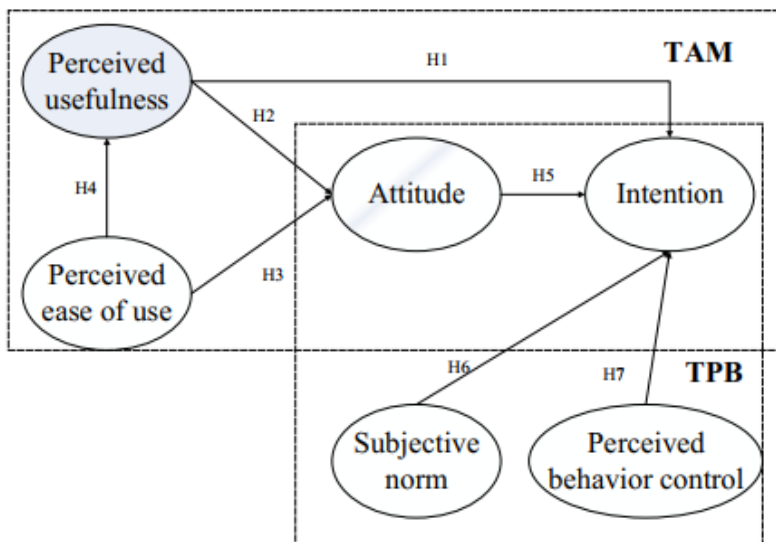 TAM
Perceived
usefulness
H1
H2
H4
Attitude
H5
Intention
Perceived
ease of use
H3
H6
H7
TPB
Subjective
norm
Perceived
behavior control